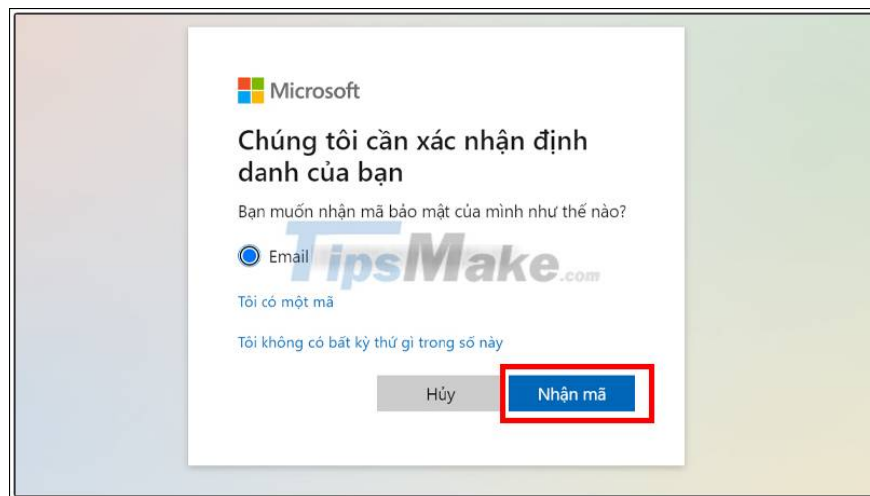 Microsoft
Chúng tôi cần xác nhận định
danh của bạn
Bạn muốn nhận mã bảo mật của mình như thế nào?
Email
TipsMake.com
Tôi có một mã
Tôi không có bất kỳ thứ gì trong số này
Hủy
Nhận mã